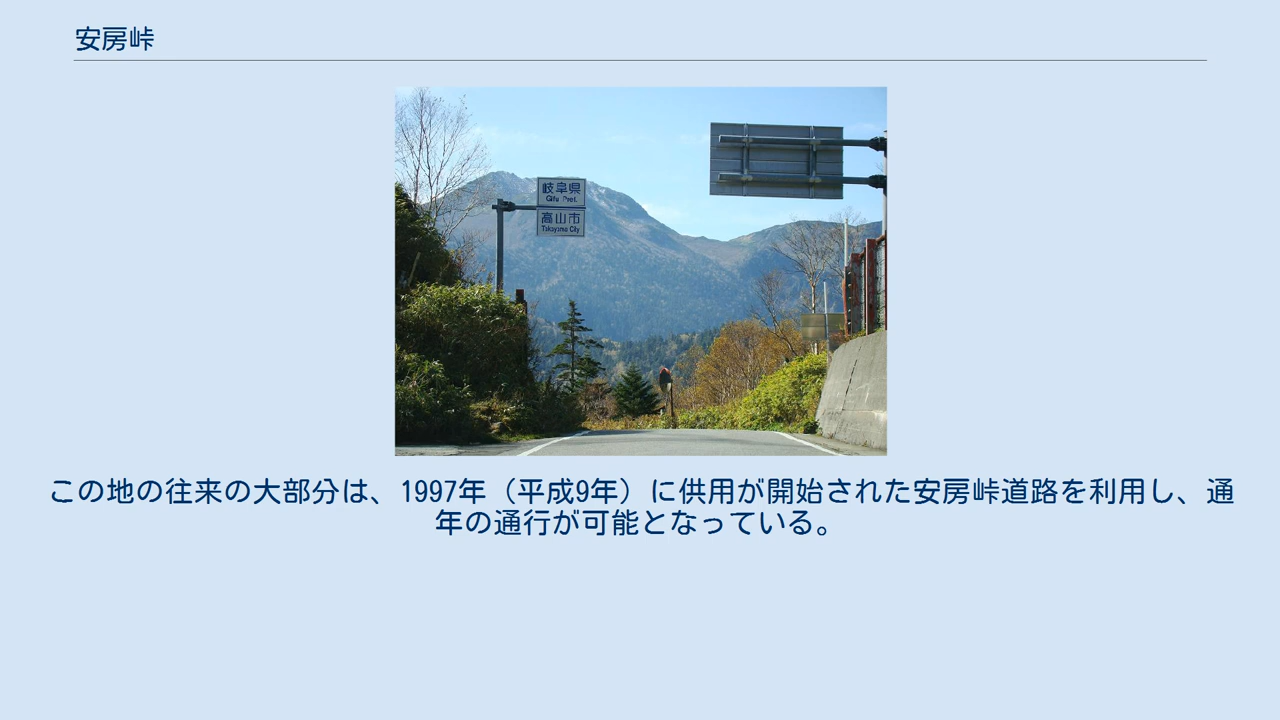 安房峠
岐阜県
Gifu Pref.
高山市
Takayama City
この地の往来の大部分は、1997年（平成9年）に供用が開始された安房峠道路を利用し、通
年の通行が可能となっている。